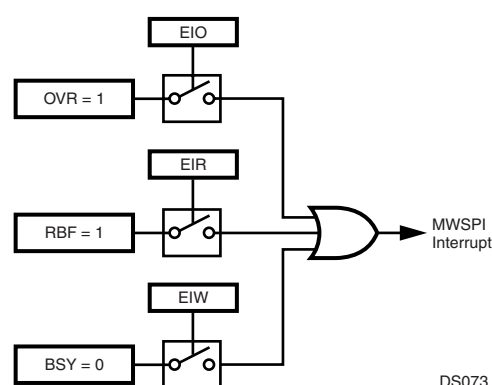 EIO
OVR = 1
EIR
RBF = 1
MWSPI
Interrupt
EIW
BSY = 0
DS073